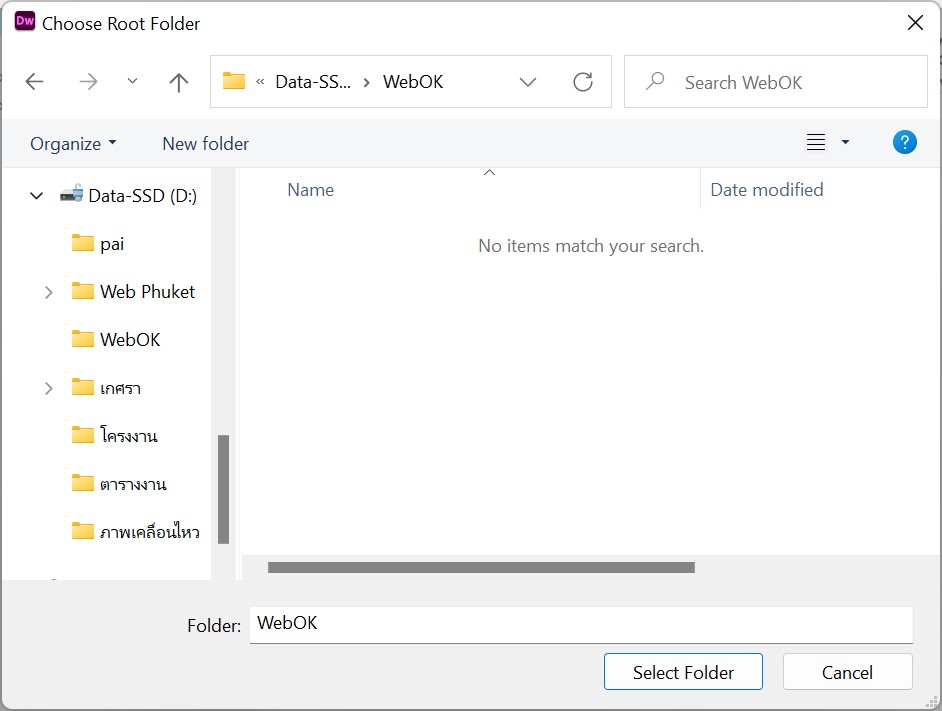 Dw Choose Root Folder
« Data-SS... › WebOK
Search WebOK
Organize
New folder
?
Data-SSD (D:)
Name
Date modified
No items match your search.
pai
Web Phuket
WebOK
เกศรา
โครงงาน
ตารางงาน
ภาพเคลื่อนไหว
Folder: WebOK
Select Folder
Cancel